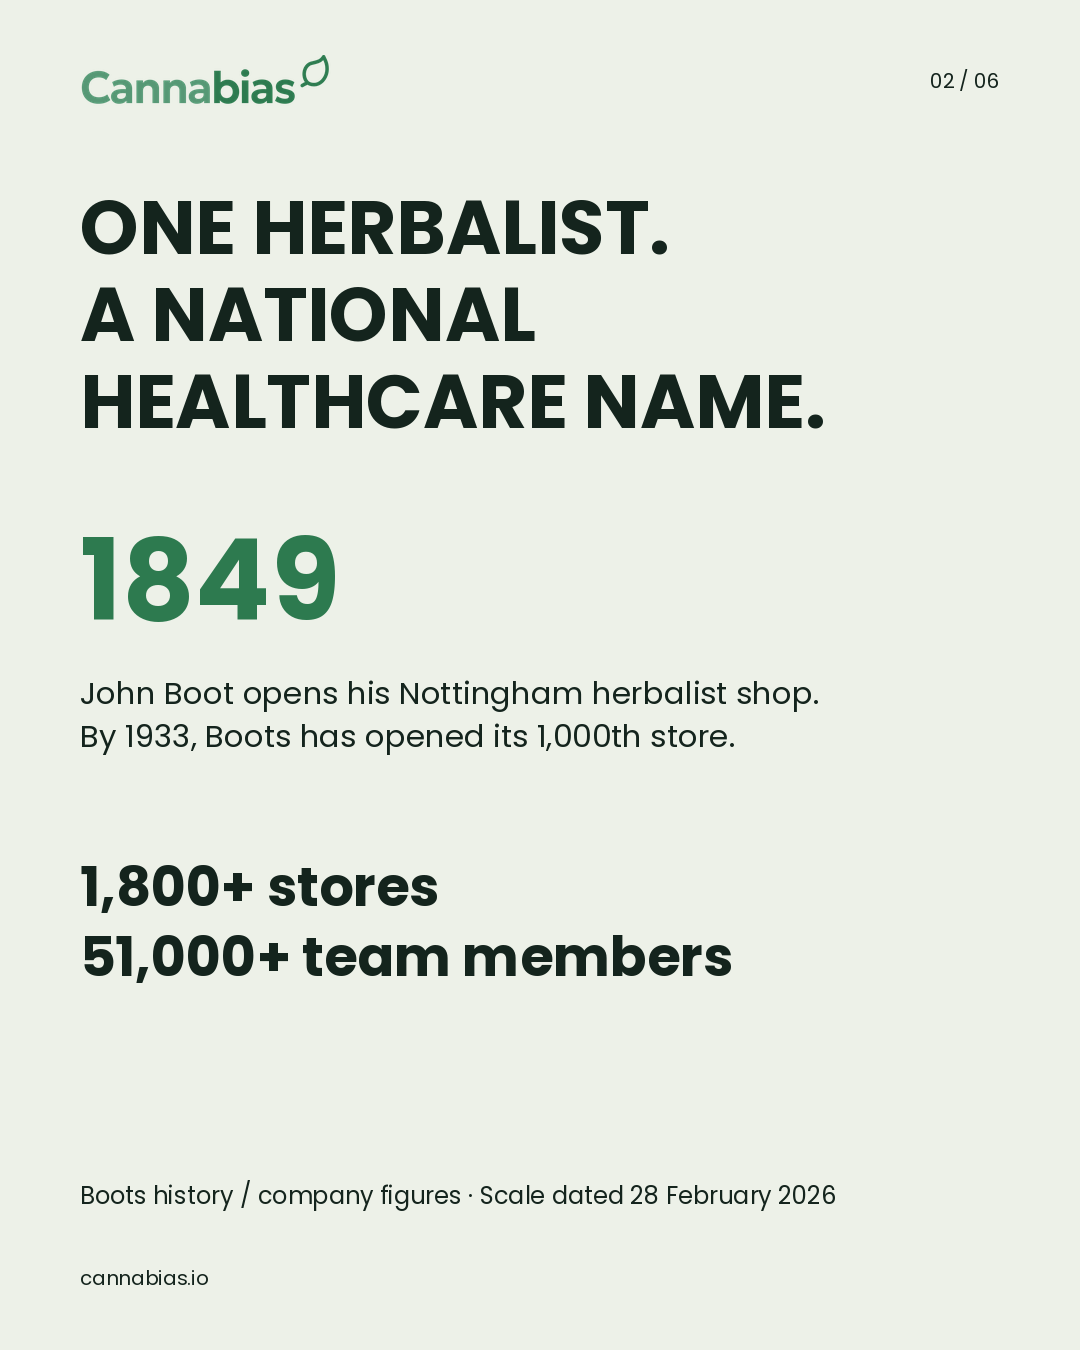 Cannabias
02 / 06
ONE HERBALIST.
A NATIONAL
HEALTHCARE NAME.
1849
John Boot opens his Nottingham herbalist shop.
By 1933, Boots has opened its 1,000th store.
1,800+ stores
51,000+ team members
Boots history / company figures · Scale dated 28 February 2026
cannabias.io